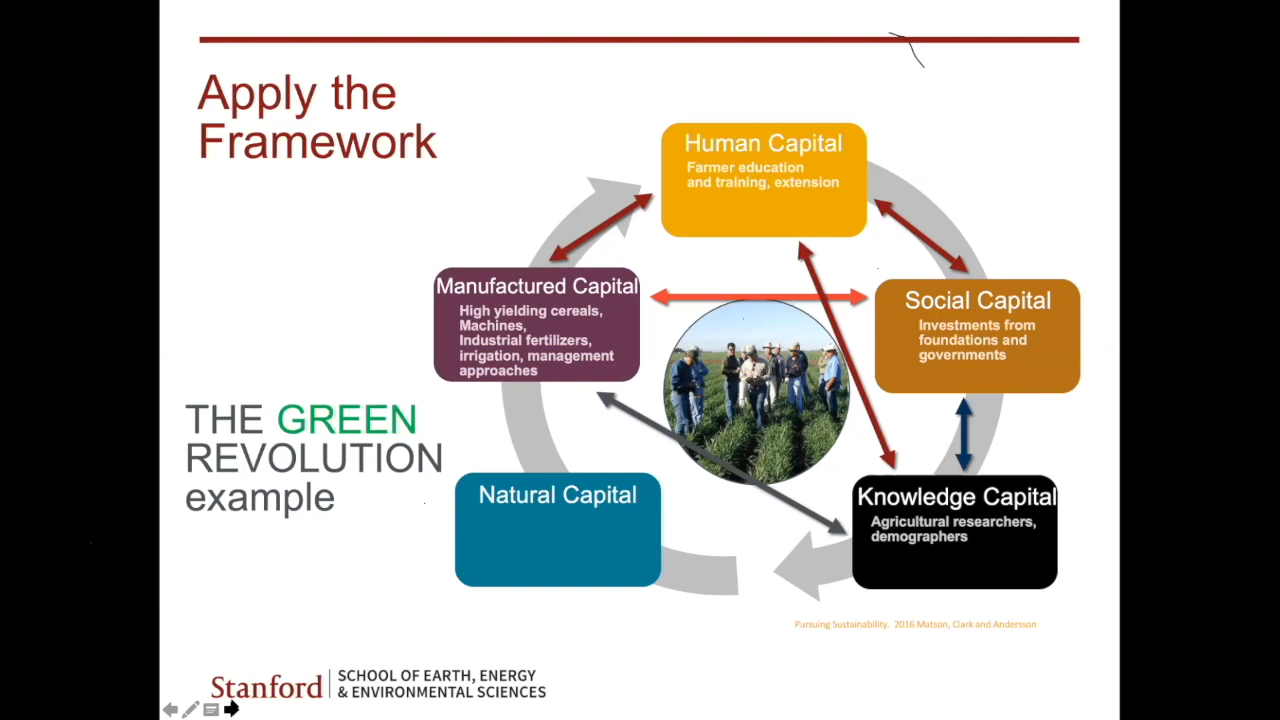 Apply the
Framework
Human Capital
Farmer education
and training, extension
Manufactured Capital
High yielding cereals,
Machines,
Industrial fertilizers,
irrigation, management
approaches
Social Capital
Investments from
foundations and
governments
THE GREEN
REVOLUTION
example
Natural Capital
Knowledge Capital
Agricultural researchers,
demographers
Pursuing Sustainability. 2016 Matson, Clark and Andersson
Stanford
SCHOOL OF EARTH, ENERGY
& ENVIRONMENTAL SCIENCES